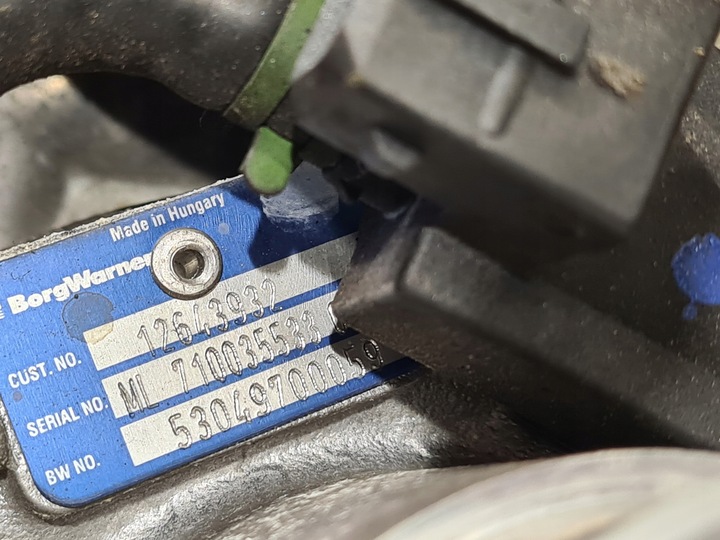 Made in Hungary
BorgWarner
CUST. NO. 12643932
SERIAL NO. ML 710035533
BW NO. 53049700059